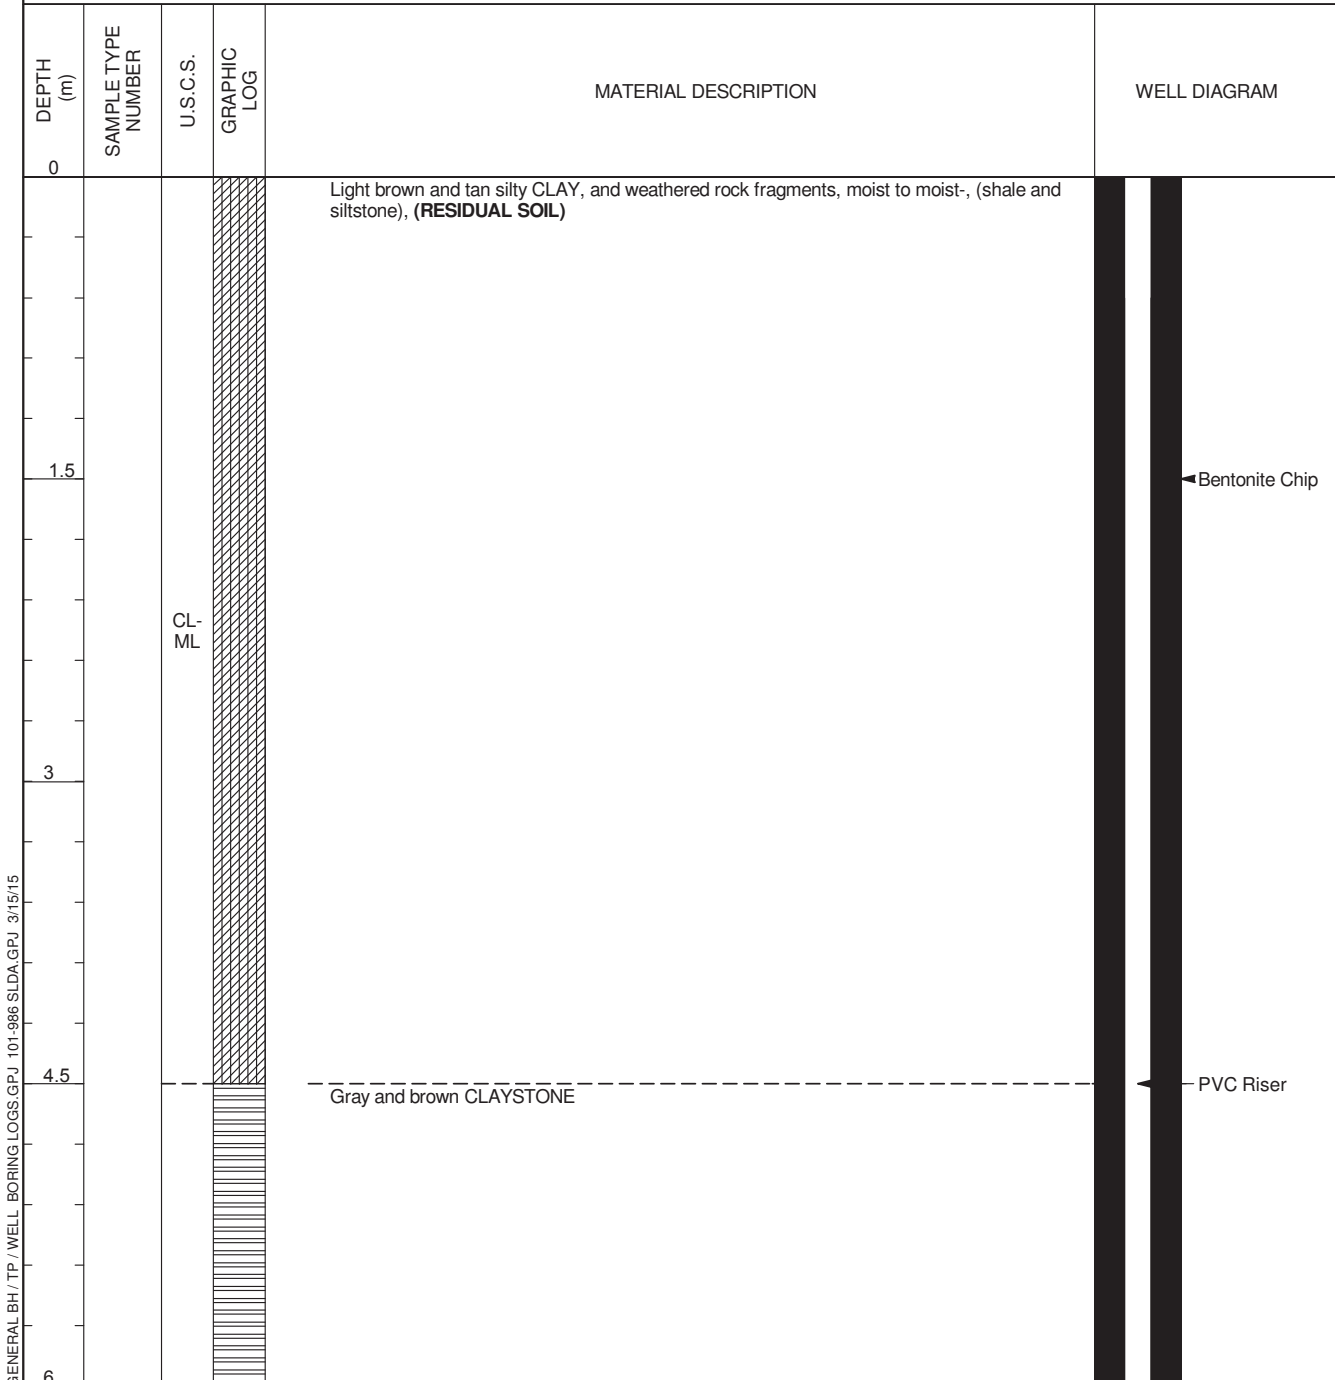 DEPTH
(m)
SAMPLE TYPE
NUMBER
U.S.C.S.
GRAPHIC
LOG
MATERIAL DESCRIPTION
WELL DIAGRAM
0
Light brown and tan silty CLAY, and weathered rock fragments, moist to moist-, (shale and
siltstone), (RESIDUAL SOIL)
1.5
Bentonite Chip
CL-
ML
3
4.5
PVC Riser
Gray and brown CLAYSTONE
6
GENERAL BH / TP / WELL BORING LOGS.GPJ 101-986 SLDA.GPJ 3/15/15